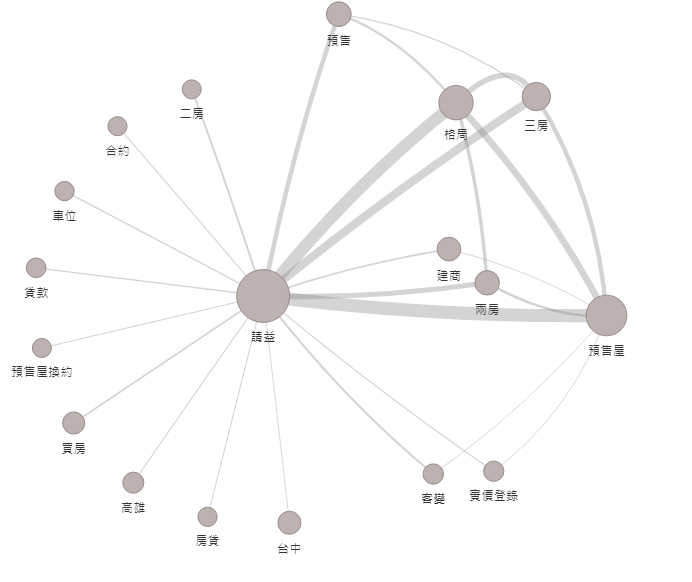 預售
二房
格局
三房
合約
車位
建商
貸款
兩房
請益
預售屋
預售屋換約
買房
客變
實價登錄
高雄
房貸
台中